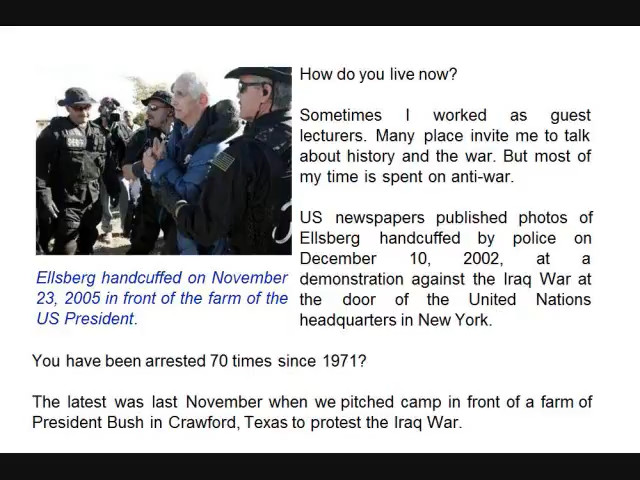 How do you live now?
Sometimes I worked as guest
lecturers. Many place invite me to talk
about history and the war. But most of
my time is spent on anti-war.
US newspapers published photos of
Ellsberg handcuffed by police on
December 10, 2002, at a
demonstration against the Iraq War at
the door of the United Nations
headquarters in New York.
Ellsberg handcuffed on November
23, 2005 in front of the farm of the
US President.
You have been arrested 70 times since 1971?
The latest was last November when we pitched camp in front of a farm of
President Bush in Crawford, Texas to protest the Iraq War.